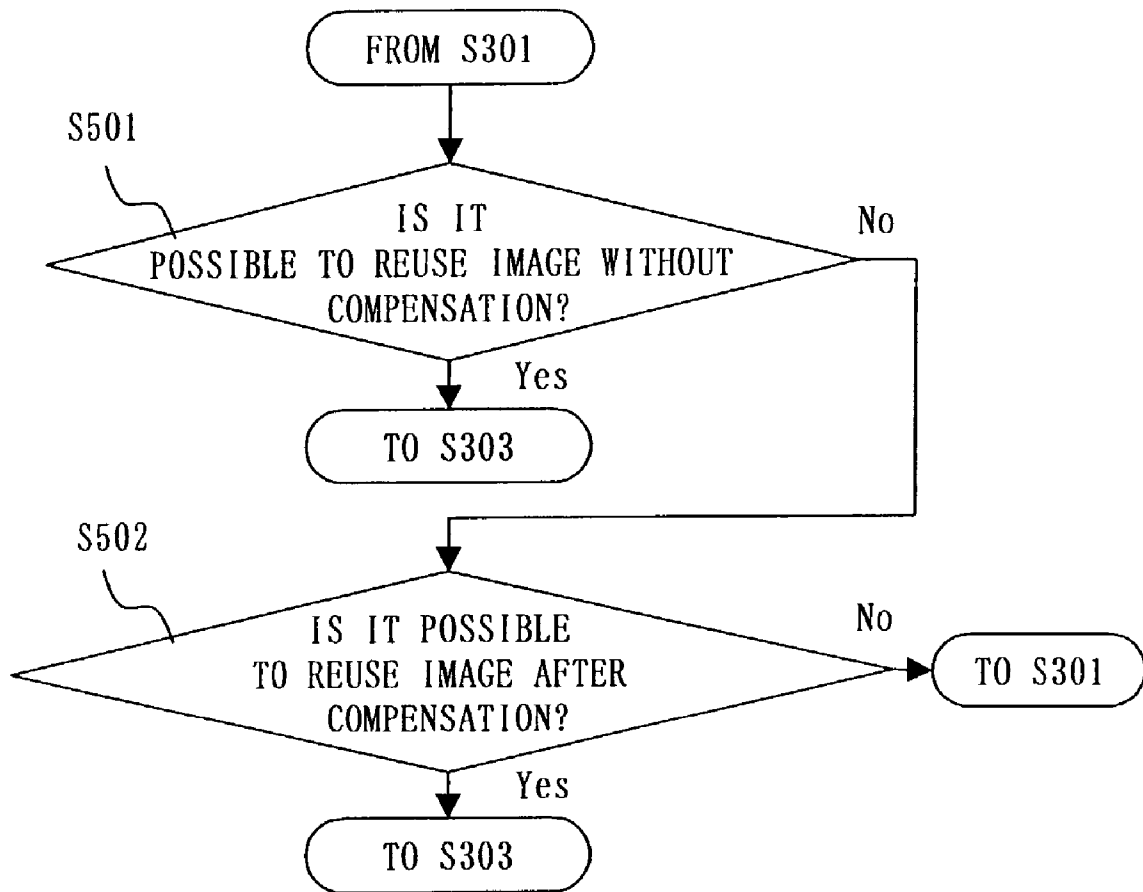 FROM S301
S501
IS IT
POSSIBLE TO REUSE IMAGE WITHOUT
COMPENSATION?
No
Yes
TO S303
S502
IS IT POSSIBLE
TO REUSE IMAGE AFTER
COMPENSATION?
No
TO S301
Yes
TO S303